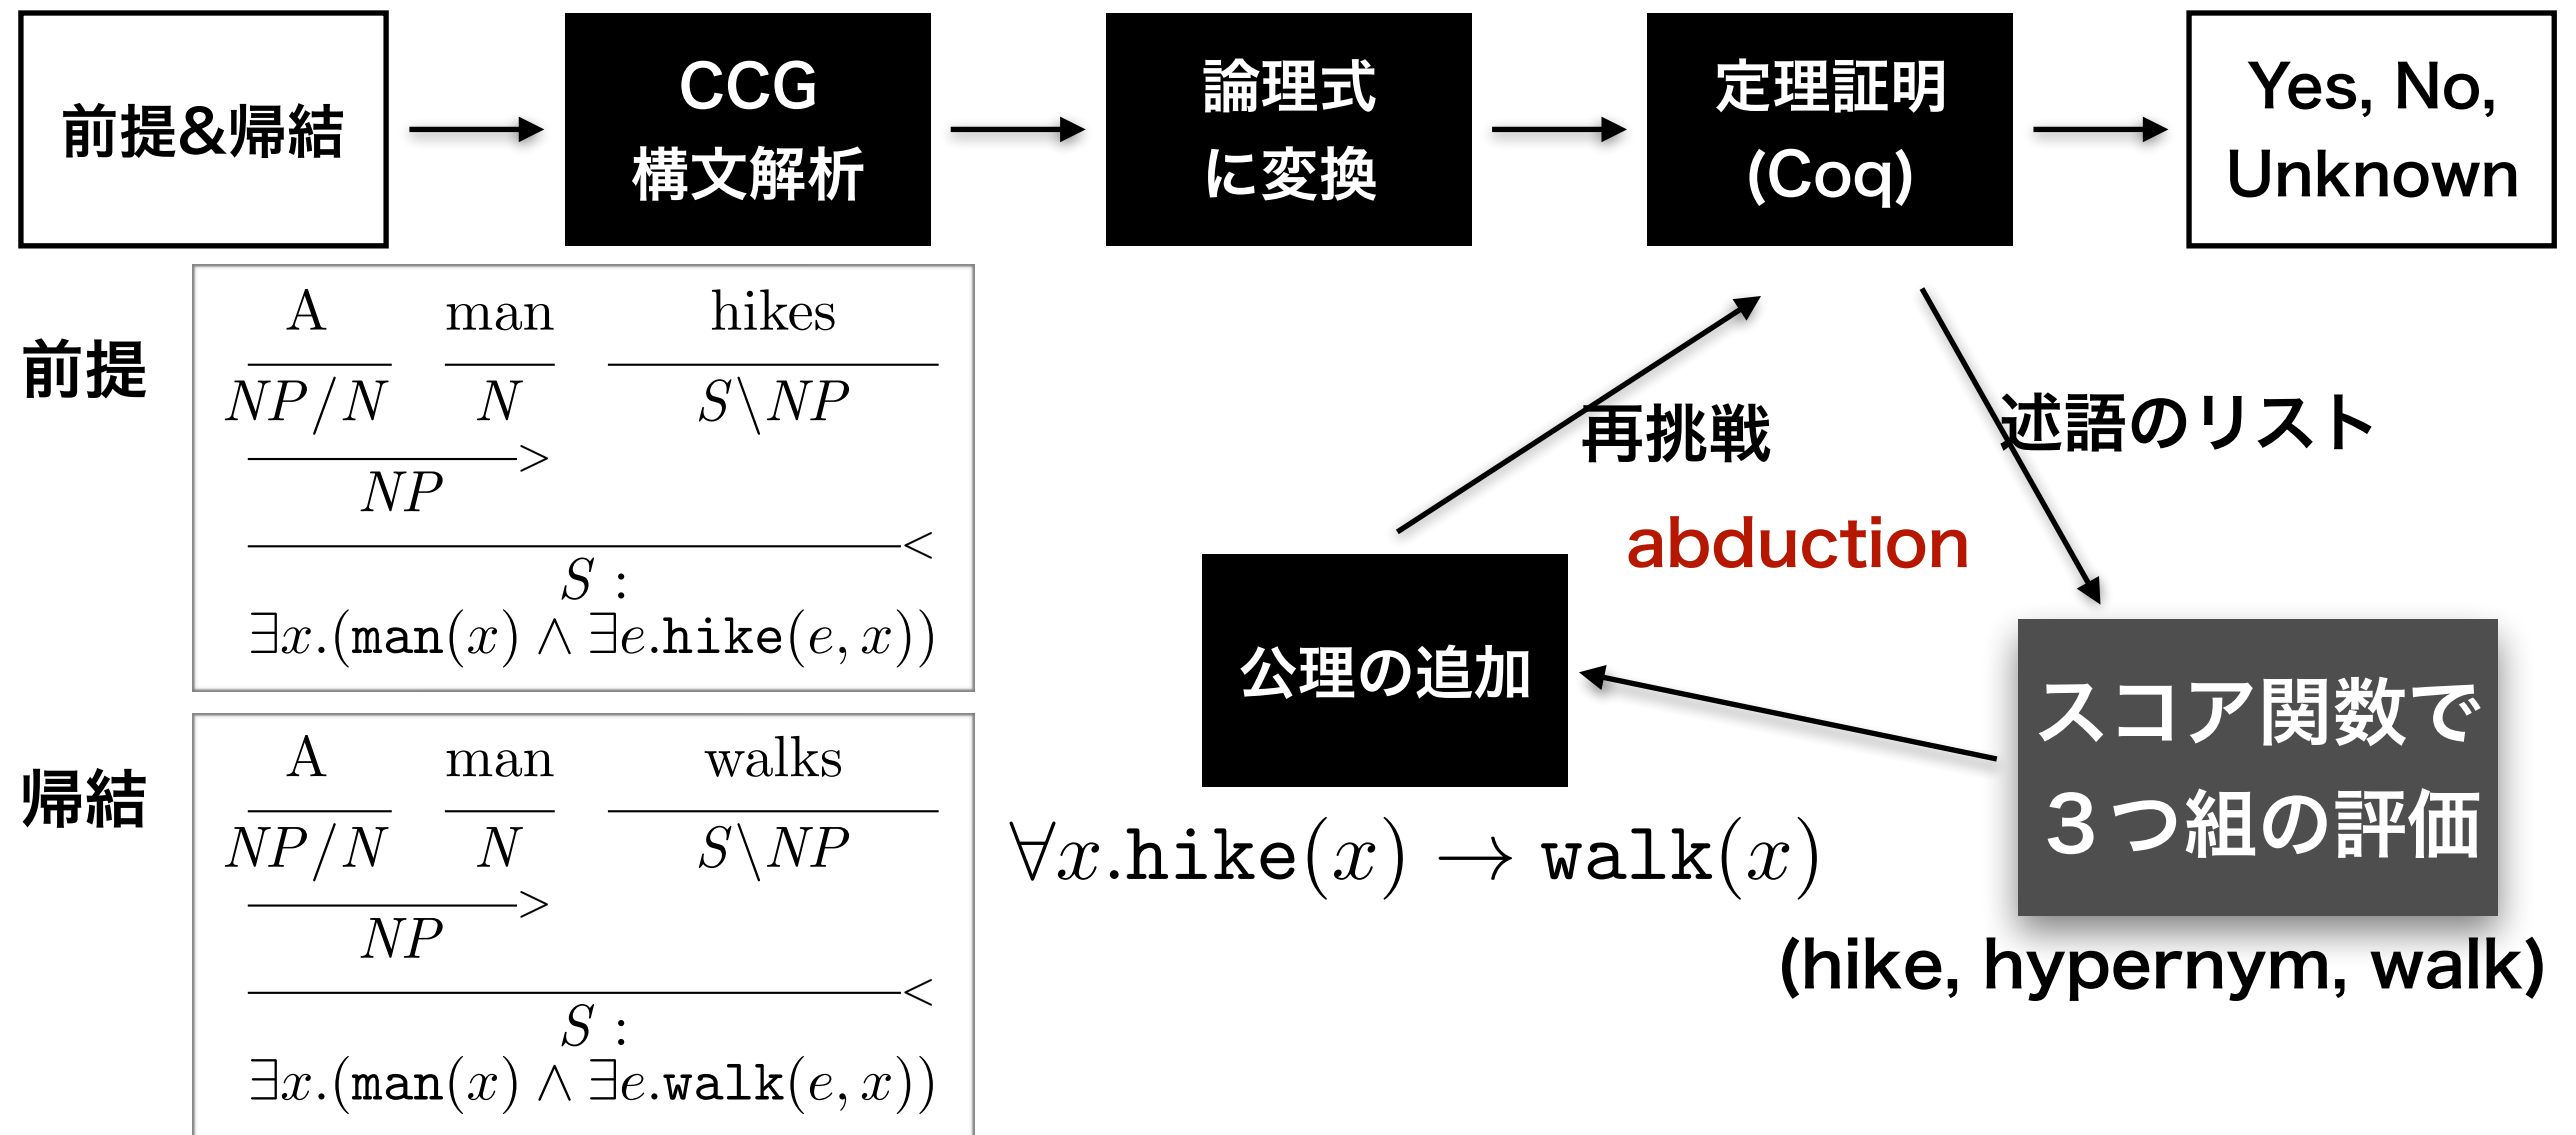 前提&帰結
CCG
構文解析
論理式
に変換
定理証明
(Coq)
Yes, No,
Unknown
前提
A man hikes
NP/N N S\NP
>
NP
<
S :
∃x.(man(x) ∧ ∃e.hike(e, x))
帰結
A man walks
NP/N N S\NP
>
NP
<
S :
∃x.(man(x) ∧ ∃e.walk(e, x))
再挑戦
述語のリスト
abduction
公理の追加
∀x.hike(x) → walk(x)
スコア関数で
３つ組の評価
(hike, hypernym, walk)